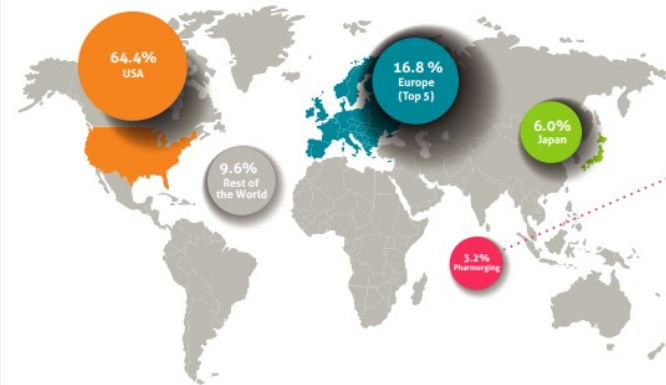 64.4%
USA
16.8 %
Europe
(Top 5)
6.0%
Japan
9.6%
Rest of
the World
3.2%
Pharmerging